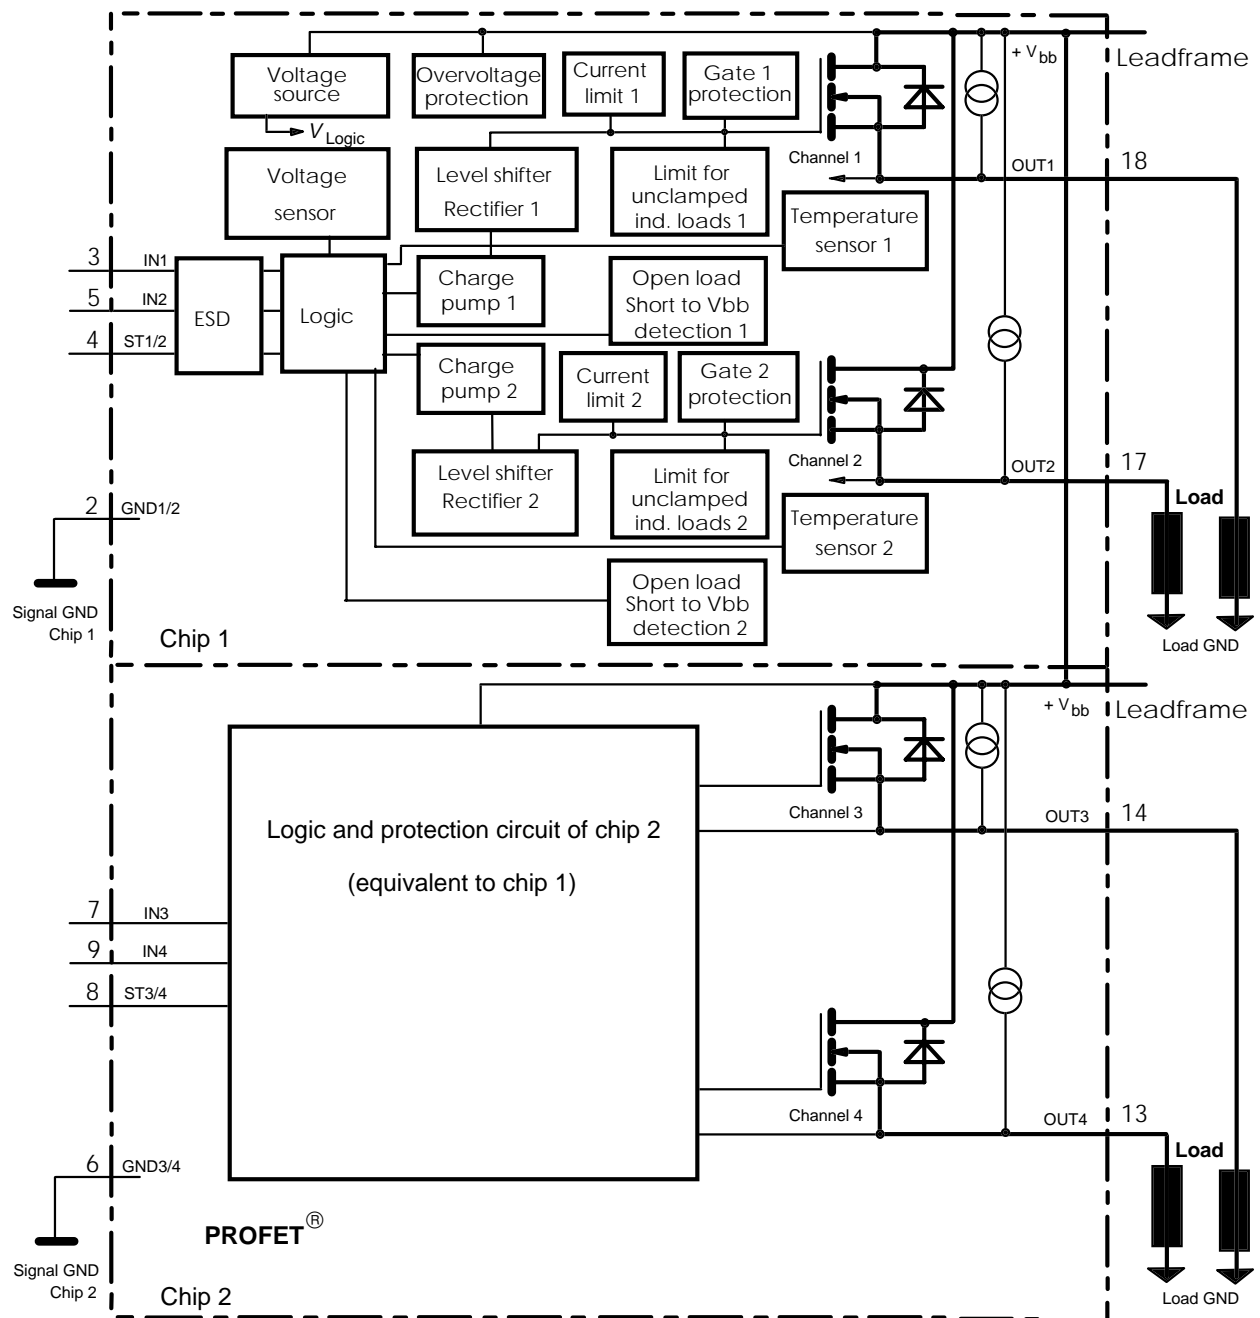 + Vbb
Leadframe
Voltage
source
Overvoltage
protection
Current
limit 1
Gate 1
protection
VLogic
Channel 1
OUT1
18
Voltage
sensor
Level shifter
Rectifier 1
Limit for
unclamped
ind. loads 1
Temperature
sensor 1
3
IN1
5
IN2
4
ST1/2
ESD
Logic
Charge
pump 1
Open load
Short to Vbb
detection 1
Charge
pump 2
Current
limit 2
Gate 2
protection
Channel 2
OUT2
17
Level shifter
Rectifier 2
Limit for
unclamped
ind. loads 2
Temperature
sensor 2
Load
2
GND1/2
Open load
Short to Vbb
detection 2
Signal GND
Chip 1
Chip 1
Load GND
+ Vbb
Leadframe
Logic and protection circuit of chip 2
(equivalent to chip 1)
Channel 3
OUT3
14
7
IN3
9
IN4
8
ST3/4
Channel 4
OUT4
13
Load
6
GND3/4
PROFET®
Signal GND
Chip 2
Chip 2
Load GND